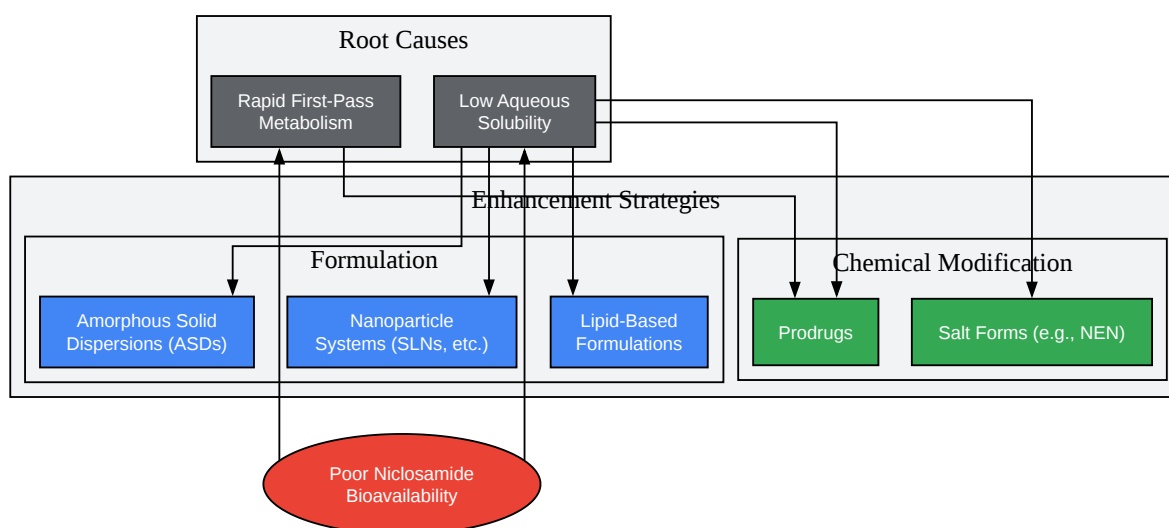 Root Causes
Rapid First-Pass
Metabolism
Low Aqueous
Solubility
Enhancement Strategies
Formulation
Amorphous Solid
Dispersions (ASDs)
Nanoparticle
Systems (SLNs, etc.)
Lipid-Based
Formulations
Chemical Modification
Prodrugs
Salt Forms (e.g., NEN)
Poor Niclosamide
Bioavailability